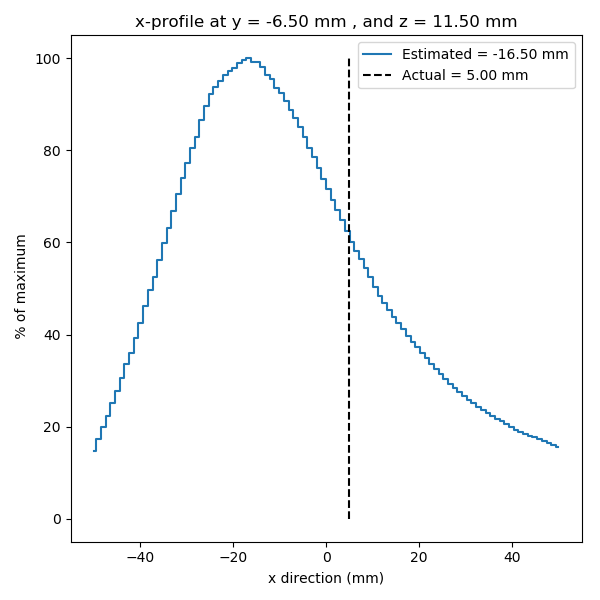 x-profile at y = -6.50 mm , and z = 11.50 mm
Estimated = -16.50 mm
Actual = 5.00 mm
100
80
60
40
20
0
% of maximum
−40
−20
0
20
40
x direction (mm)